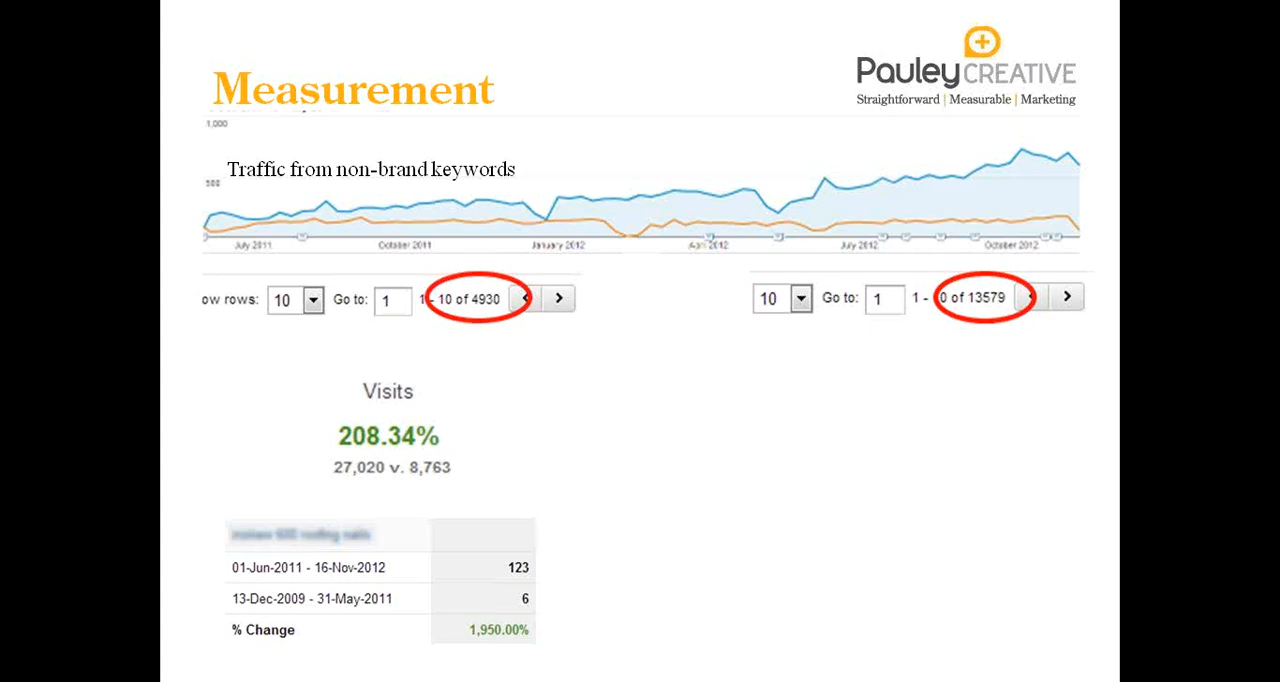 Measurement
Pauley CREATIVE
Straightforward | Measurable | Marketing
1,000
Traffic from non-brand keywords
500
July 2011 October 2011 January 2012 April 2012 July 2012 October 2012
ow rows: 10 Go to: 1 1 - 10 of 4930
10 Go to: 1 1 - 0 of 13579
Visits
208.34%
27,020 v. 8,763
01-Jun-2011 - 16-Nov-2012 123
13-Dec-2009 - 31-May-2011 6
% Change 1,950.00%